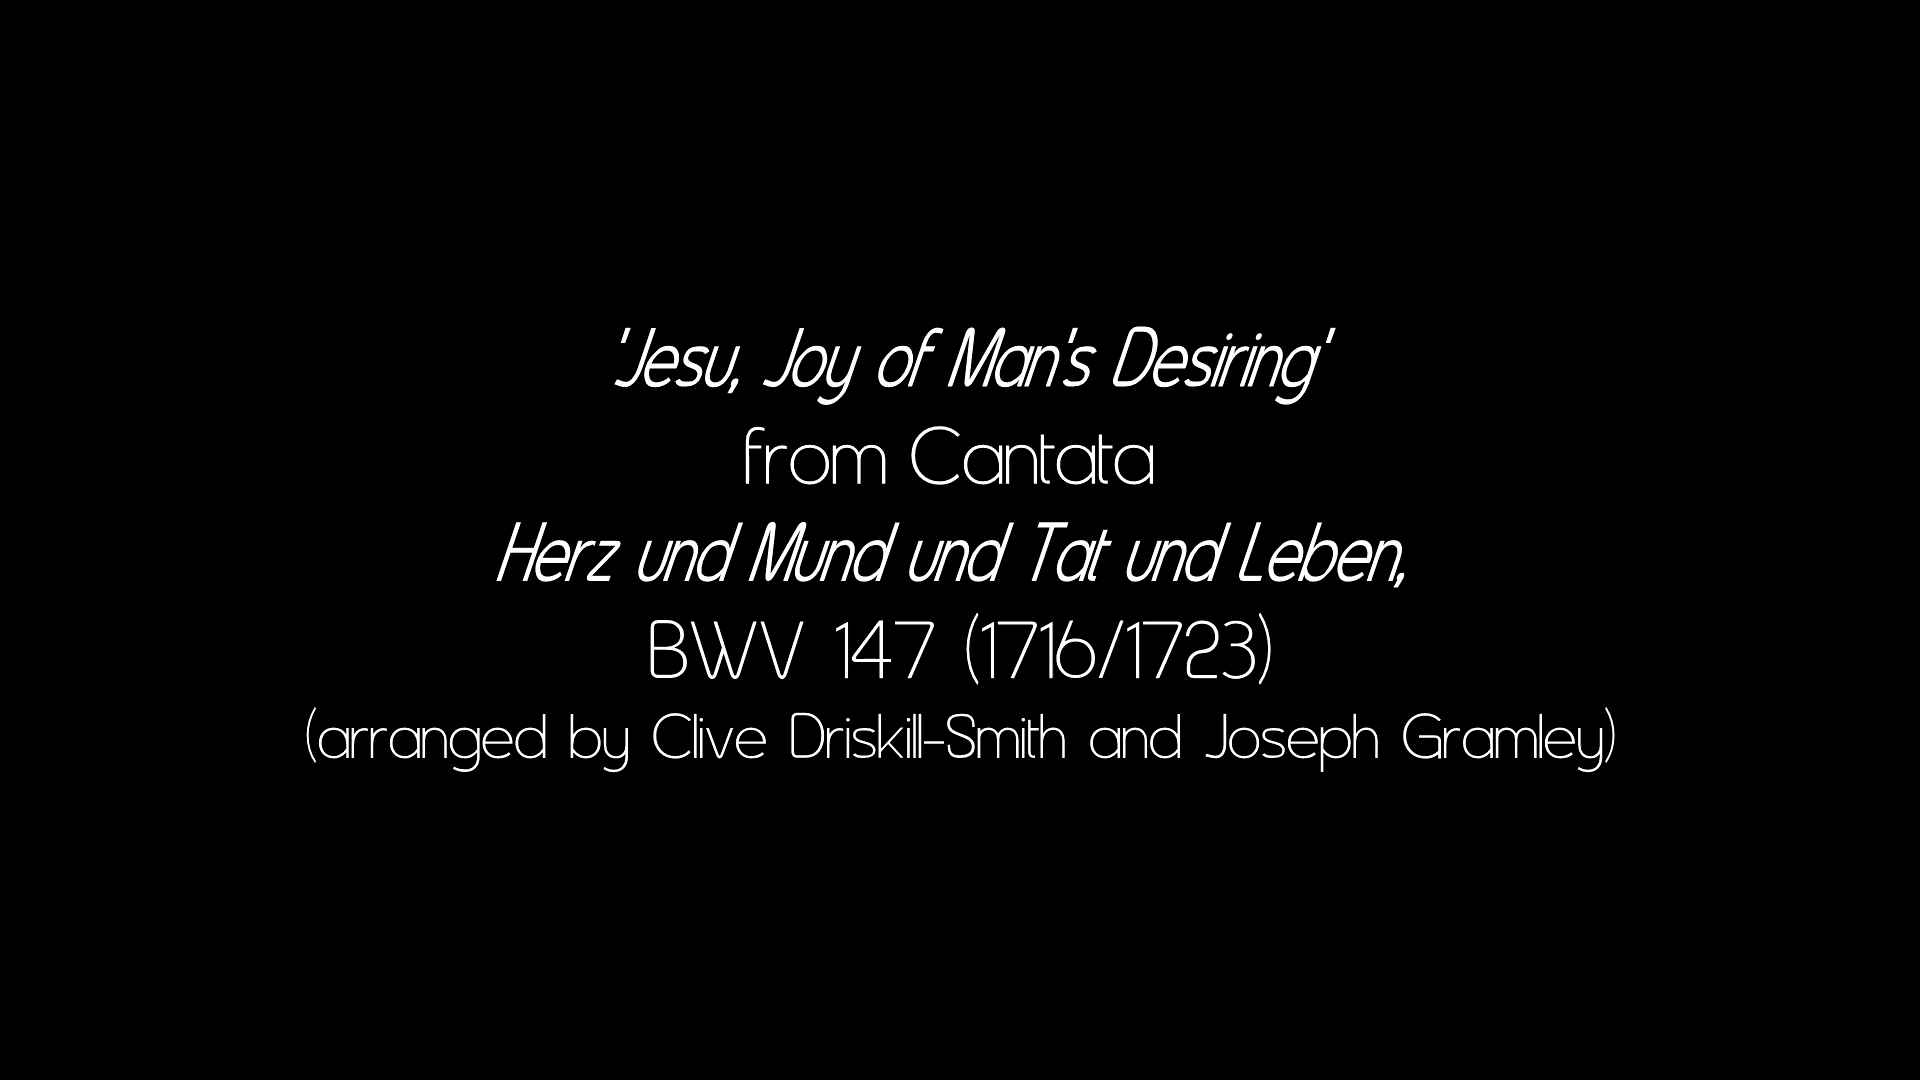 'Jesu, Joy of Man's Desiring'
from Cantata
Herz und Mund und Tat und Leben,
BWV 147 (1716/1723)
(arranged by Clive Driskill-Smith and Joseph Gramley)